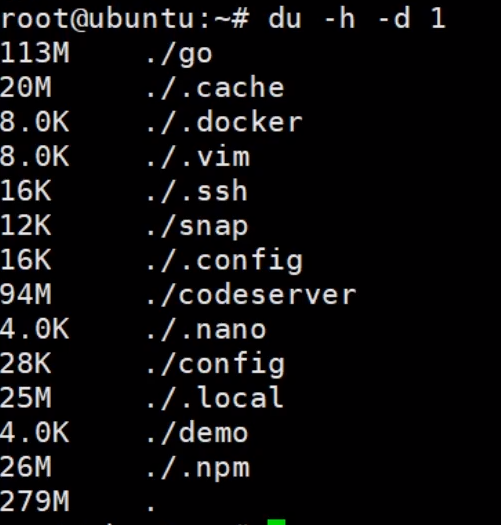 root@ubuntu:~# du -h -d 1
113M    ./go
20M     ./.cache
8.0K    ./.docker
8.0K    ./.vim
16K     ./.ssh
12K     ./snap
16K     ./.config
94M     ./codeserver
4.0K    ./.nano
28K     ./config
25M     ./.local
4.0K    ./demo
26M     ./.npm
279M    .